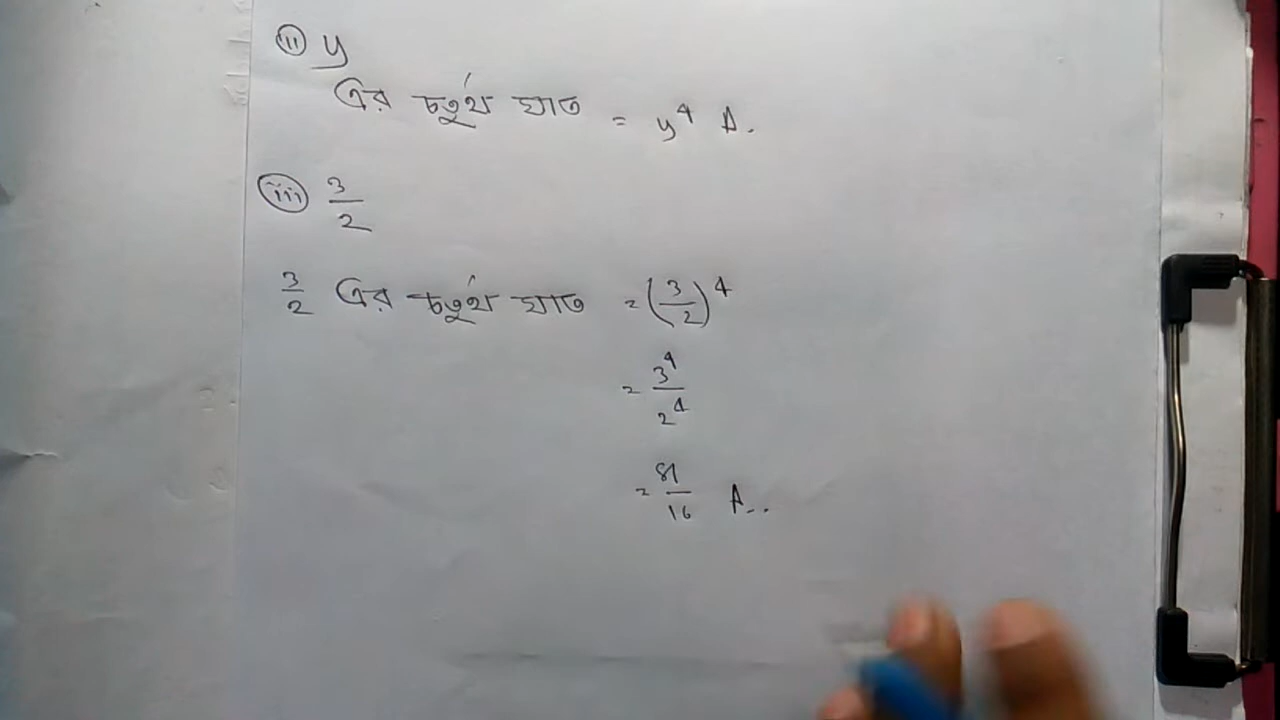 (ii) y
এর চতুর্থ ঘাত = y⁴ A.
(iii) 3/2
3/2 এর চতুর্থ ঘাত = (3/2)⁴
= 3⁴/2⁴
= 81/16 A..